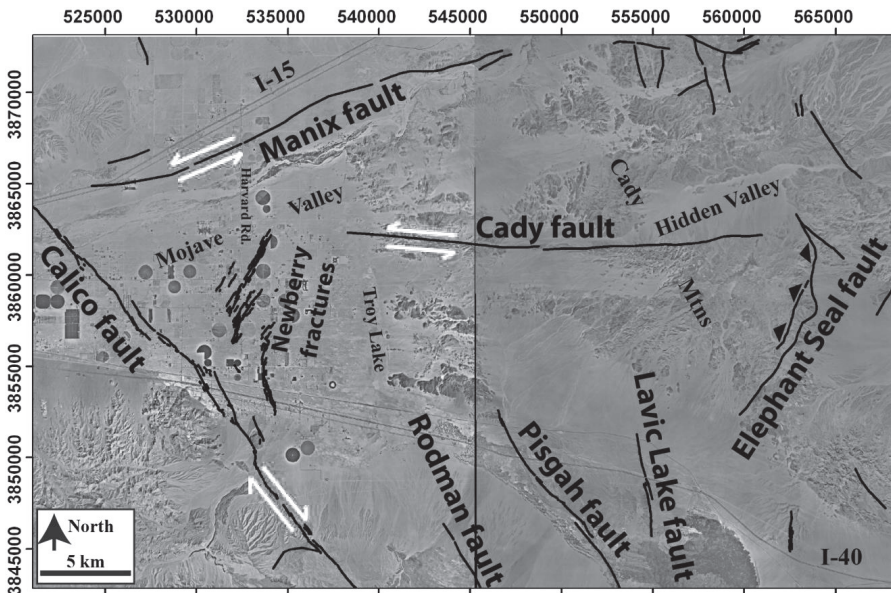 525000 530000 535000 540000 545000 550000 555000 560000 565000
3870000
3865000
3860000
3855000
3850000
3845000
I-15
Manix fault
Harvard Rd.
Valley
Mojave
Cady
Hidden Valley
Cady fault
Calico fault
Newberry
fractures
Troy Lake
Mtns
Elephant Seal fault
Rodman fault
Pisgah fault
Lavic Lake fault
I-40
North
5 km